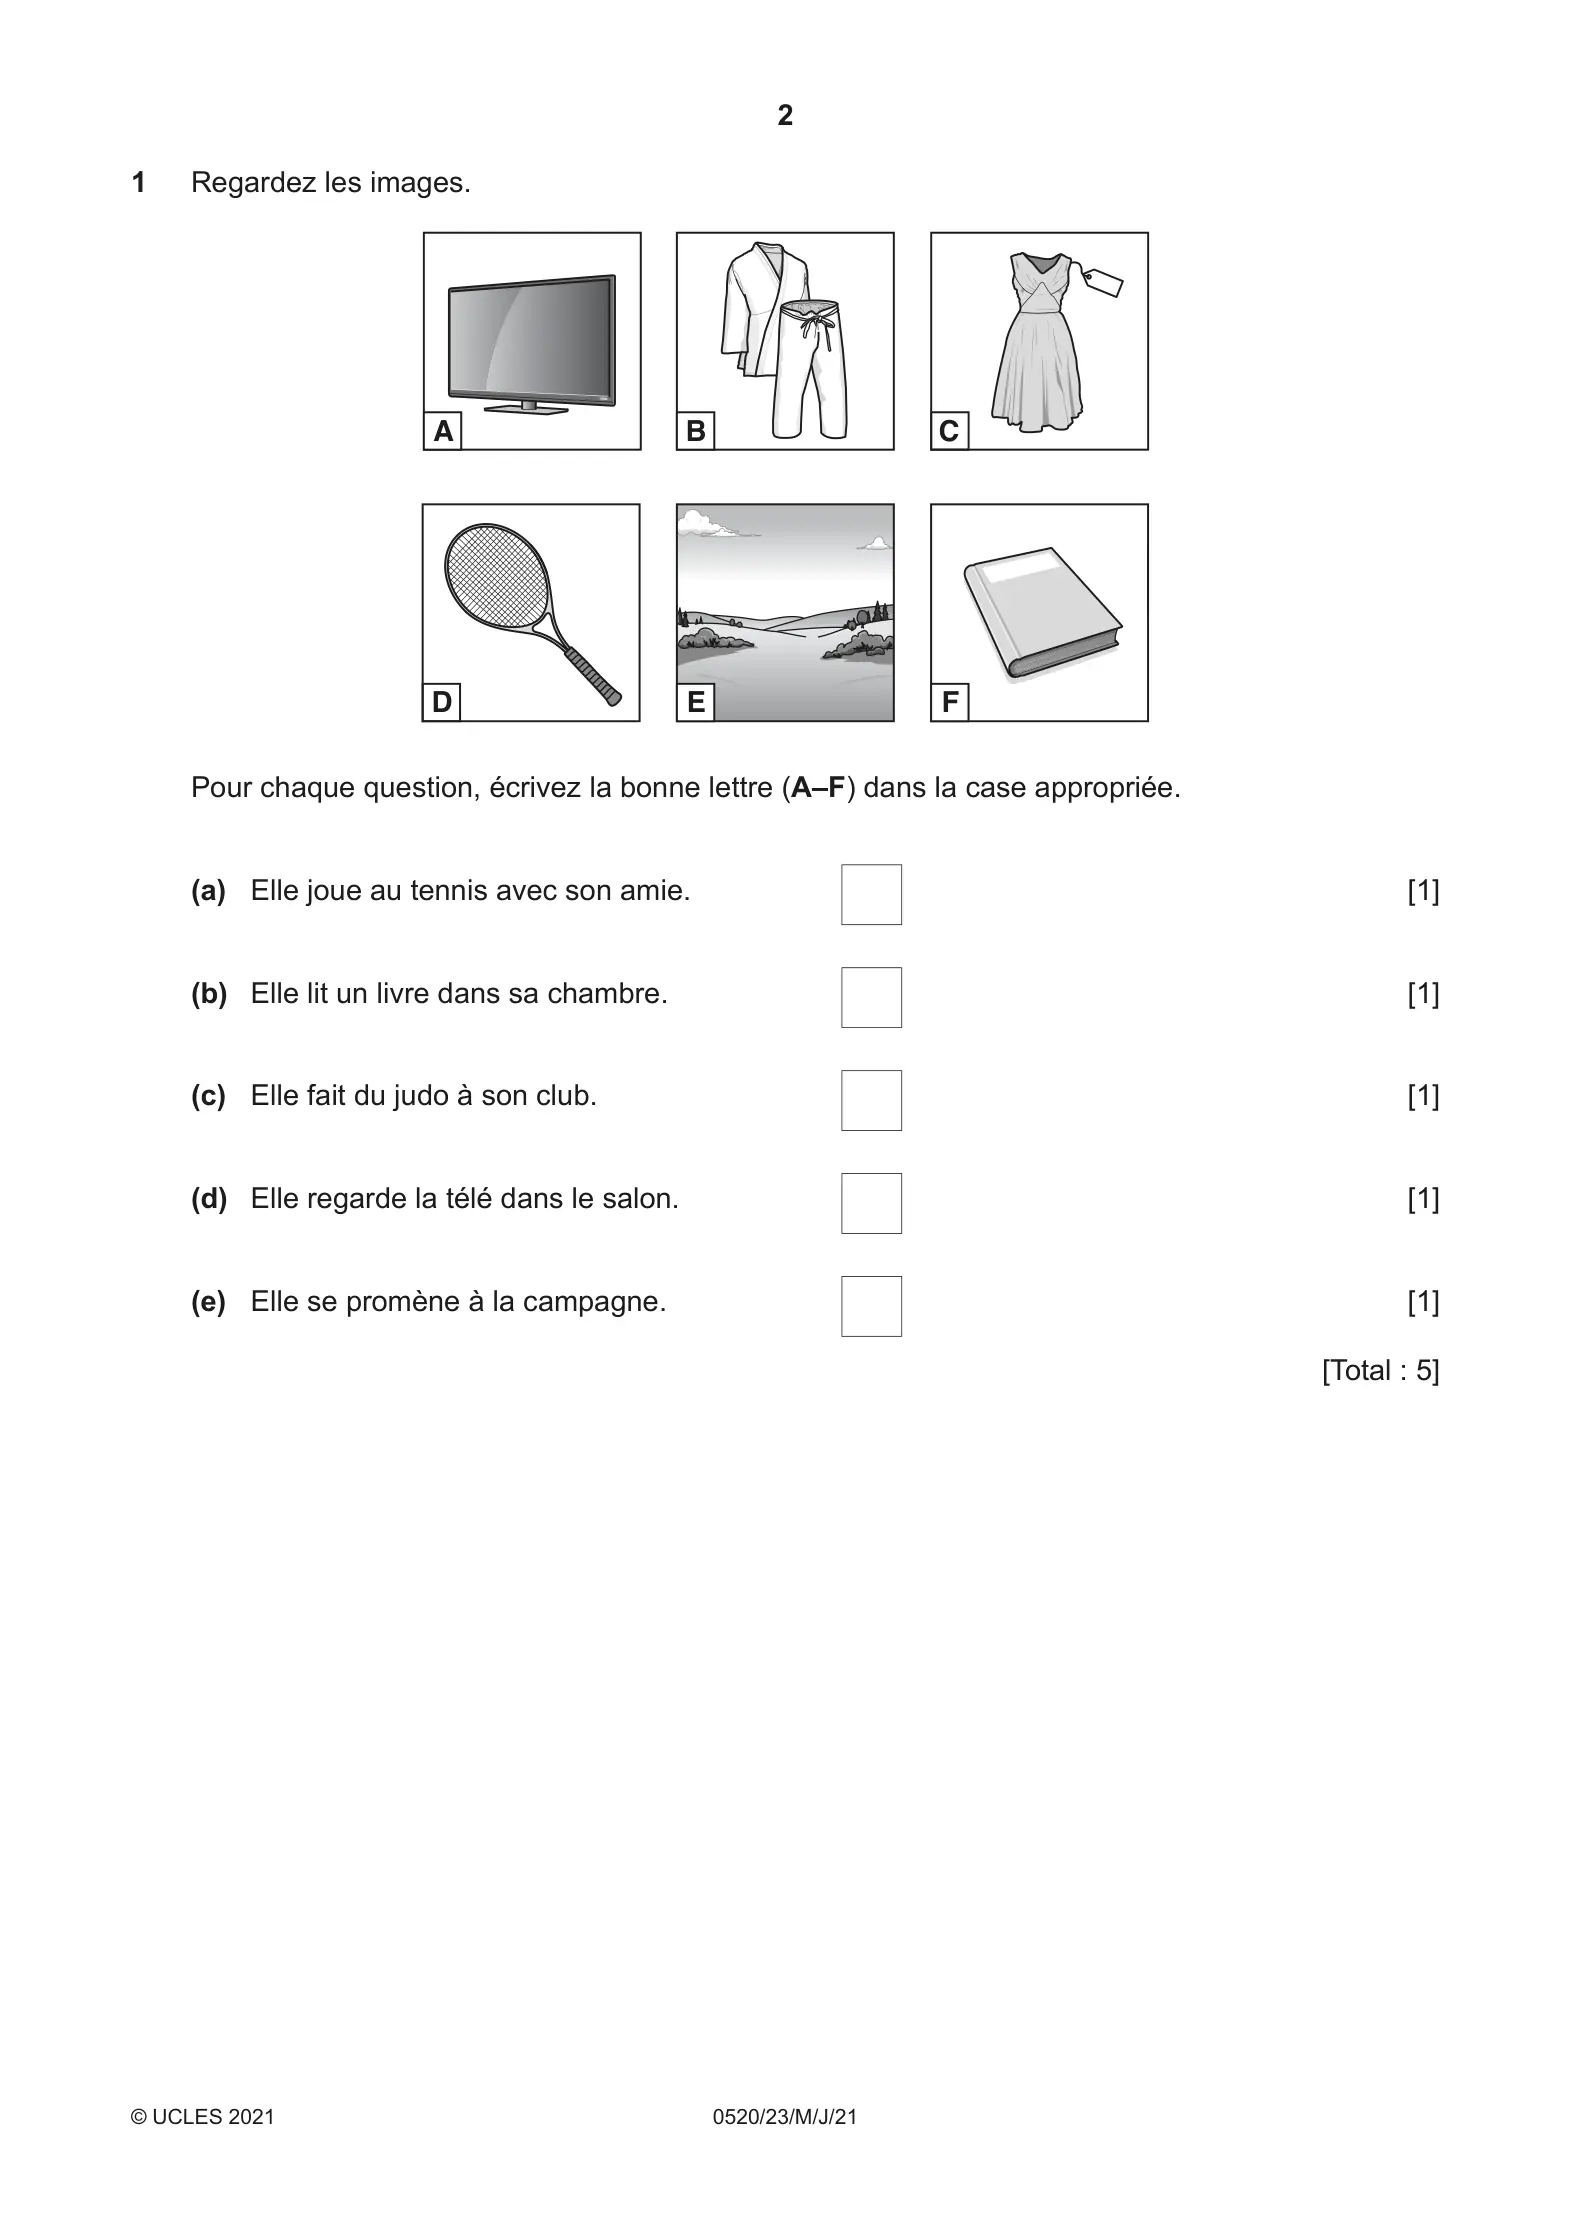 2
1 Regardez les images.
A B C
D E F
Pour chaque question, écrivez la bonne lettre (A–F) dans la case appropriée.
(a) Elle joue au tennis avec son amie. [1]
(b) Elle lit un livre dans sa chambre. [1]
(c) Elle fait du judo à son club. [1]
(d) Elle regarde la télé dans le salon. [1]
(e) Elle se promène à la campagne. [1]
[Total : 5]
© UCLES 2021 0520/23/M/J/21